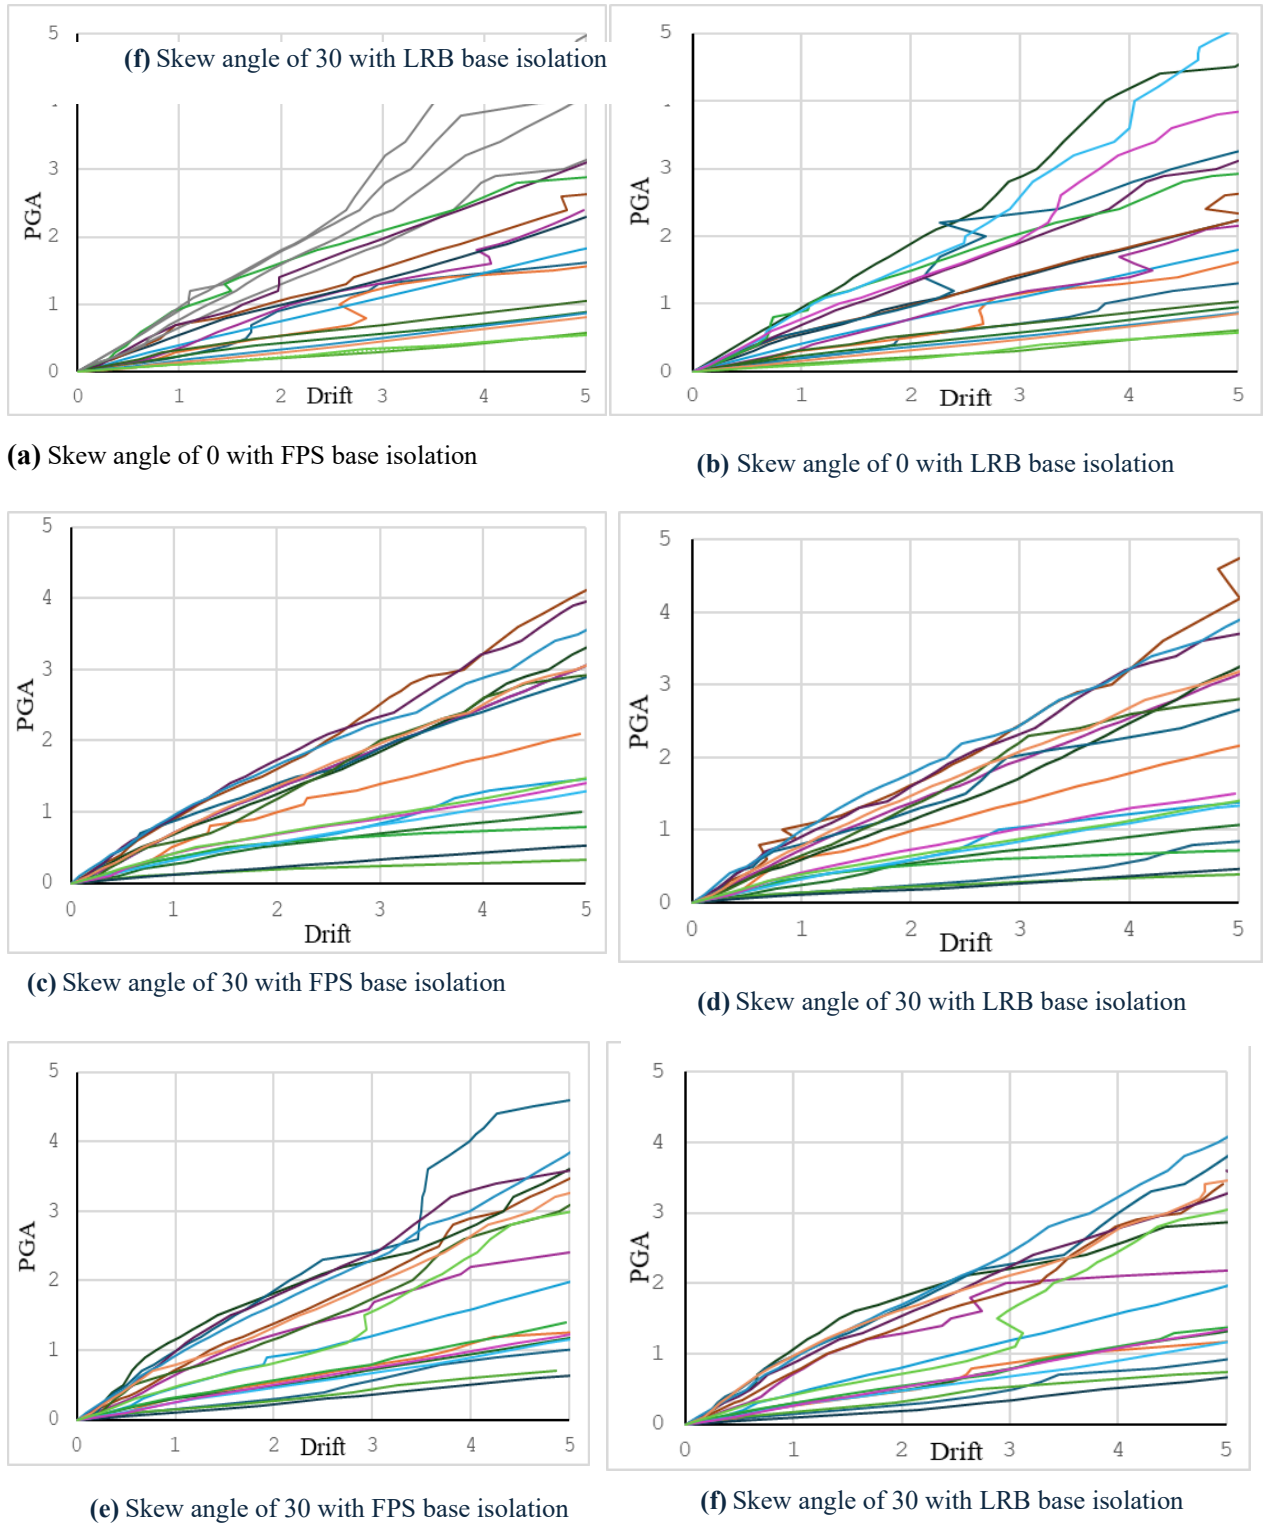 5
(f) Skew angle of 30 with LRB base isolation
3
2
1
0
PGA
0 1 2 Drift 3 4 5
5
4
3
2
1
0
PGA
0 1 2 Drift 3 4 5
(a) Skew angle of 0 with FPS base isolation
(b) Skew angle of 0 with LRB base isolation
5
4
3
2
1
0
PGA
0 1 2 3 4 5
Drift
5
4
3
2
1
0
PGA
0 1 2 3 4 5
Drift
(c) Skew angle of 30 with FPS base isolation
(d) Skew angle of 30 with LRB base isolation
5
4
3
2
1
0
PGA
0 1 2 Drift 3 4 5
5
4
3
2
1
0
PGA
0 1 2 Drift 3 4 5
(e) Skew angle of 30 with FPS base isolation
(f) Skew angle of 30 with LRB base isolation